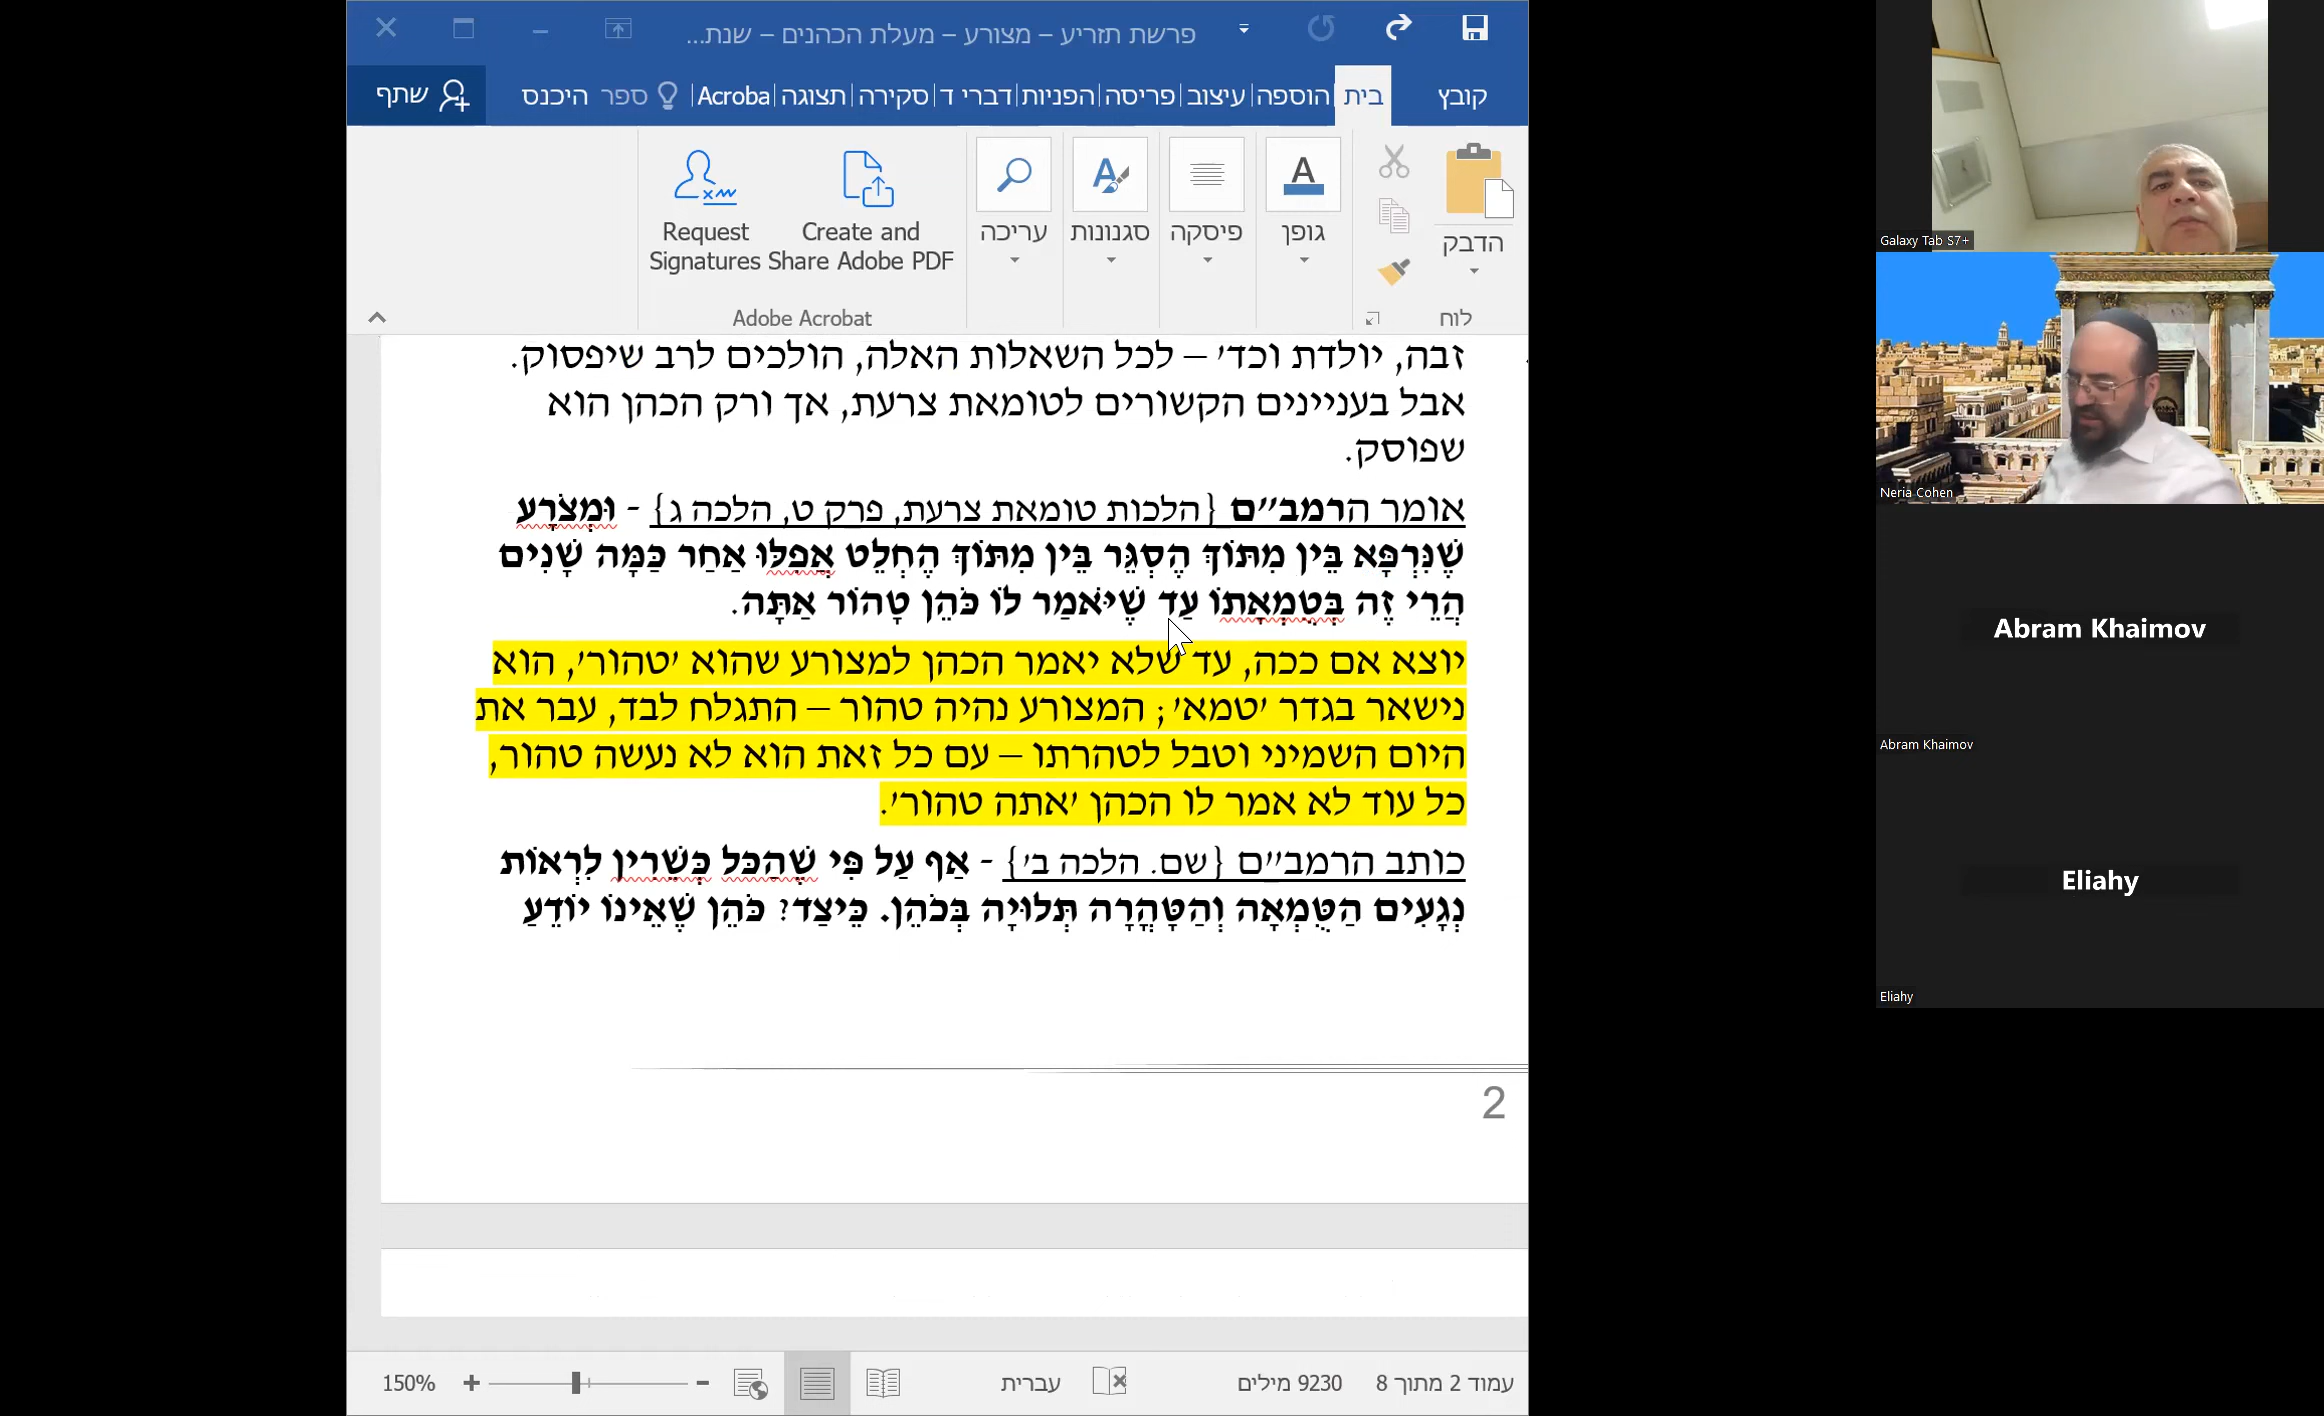 פרשת תזריע – מצורע – מעלת הכהנים – שנת...
קובץ
בית
הוספה
עיצוב
פריסה
הפניות
דברי ד
סקירה
תצוגה
Acroba
ספר
היכנס
שתף
הדבק
גופן
פיסקה
סגנונות
עריכה
Create and
Share Adobe PDF
Request
Signatures
לוח
Adobe Acrobat
זבה, יולדת וכד' – לכל השאלות האלה, הולכים לרב שיפסוק.
אבל בעניינים הקשורים לטומאת צרעת, אך ורק הכהן הוא
שפוסק.
אומר הרמב''ם {הלכות טומאת צרעת, פרק ט, הלכה ג} - וּמְצֹרָע
שֶׁנִּרְפָּא בֵּין מִתּוֹךְ הֶסְגֵּר בֵּין מִתּוֹךְ הֶחְלֵט אֲפִלּוּ אַחַר כַּמָּה שָׁנִים
הֲרֵי זֶה בְּטֻמְאָתוֹ עַד שֶׁיֹּאמַר לוֹ כֹּהֵן טָהוֹר אַתָּה.
יוצא אם ככה, עד שלא יאמר הכהן למצורע שהוא 'טהור', הוא
נישאר בגדר 'טמא'; המצורע נהיה טהור – התגלח לבד, עבר את
היום השמיני וטבל לטהרתו – עם כל זאת הוא לא נעשה טהור,
כל עוד לא אמר לו הכהן 'אתה טהור'.
כותב הרמב''ם {שם. הלכה ב'} - אַף עַל פִּי שֶׁהַכֹּל כְּשֵׁרִין לִרְאוֹת
נְגָעִים הַטֻּמְאָה וְהַטָּהֳרָה תְּלוּיָה בְּכֹהֵן. כֵּיצַד? כֹּהֵן שֶׁאֵינוֹ יוֹדֵעַ
2
עמוד 2 מתוך 8
9230 מילים
עברית
150%
Galaxy Tab S7+
Neria Cohen
Abram Khaimov
Abram Khaimov
Eliahy
Eliahy